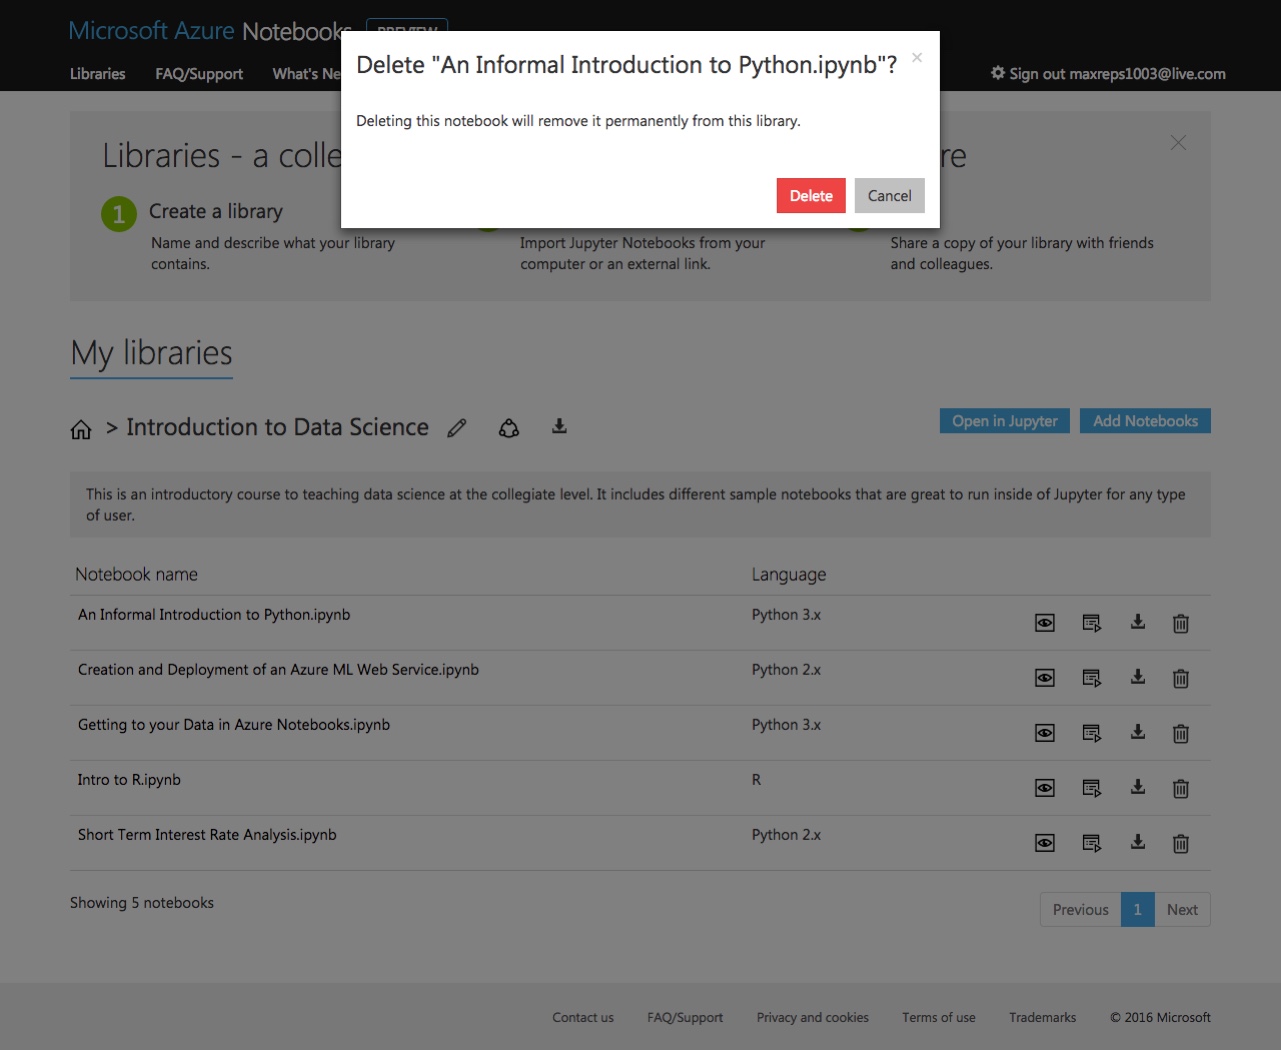 Microsoft Azure Notebooks PREVIEW
Libraries FAQ/Support What's Ne
Sign out maxreps1003@live.com
Delete "An Informal Introduction to Python.ipynb"? ×
Deleting this notebook will remove it permanently from this library.
Delete Cancel
Libraries - a colle re
1 Create a library
Name and describe what your library
contains.
Import Jupyter Notebooks from your
computer or an external link.
Share a copy of your library with friends
and colleagues.
My libraries
> Introduction to Data Science
Open in Jupyter Add Notebooks
This is an introductory course to teaching data science at the collegiate level. It includes different sample notebooks that are great to run inside of Jupyter for any type
of user.
Notebook name Language
An Informal Introduction to Python.ipynb Python 3.x
Creation and Deployment of an Azure ML Web Service.ipynb Python 2.x
Getting to your Data in Azure Notebooks.ipynb Python 3.x
Intro to R.ipynb R
Short Term Interest Rate Analysis.ipynb Python 2.x
Showing 5 notebooks
Previous 1 Next
Contact us FAQ/Support Privacy and cookies Terms of use Trademarks © 2016 Microsoft